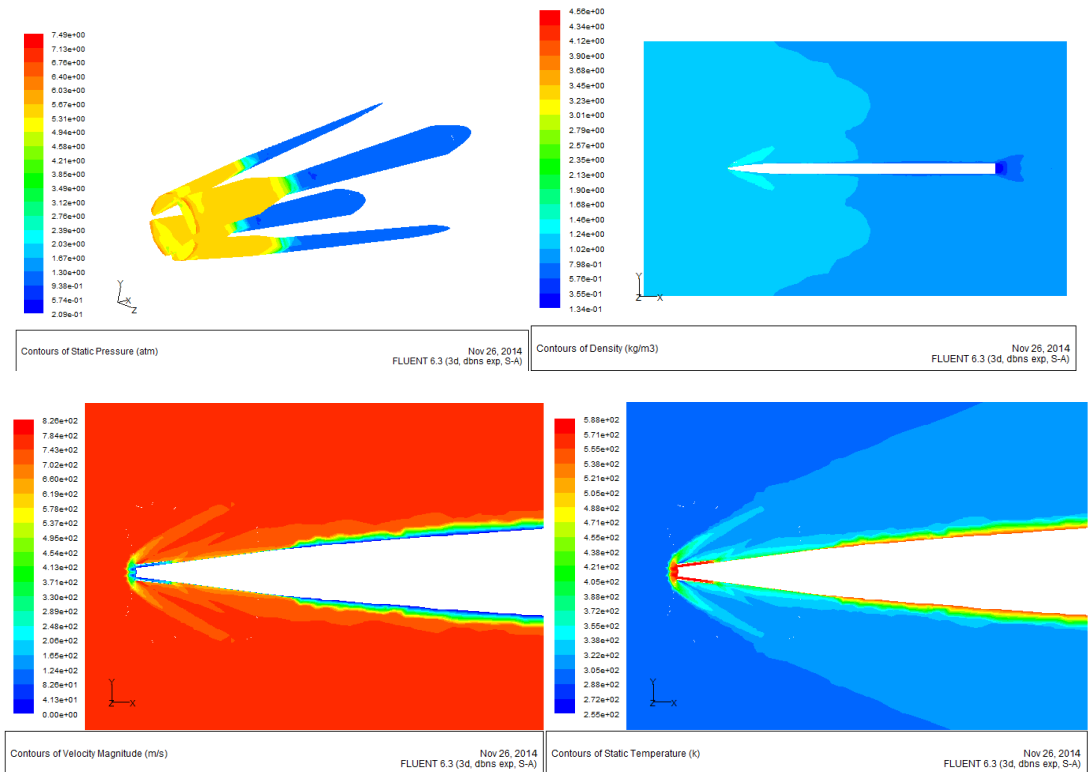 7.49e+00
7.13e+00
6.76e+00
6.40e+00
6.03e+00
5.67e+00
5.31e+00
4.94e+00
4.58e+00
4.21e+00
3.85e+00
3.49e+00
3.12e+00
2.76e+00
2.39e+00
2.03e+00
1.67e+00
1.30e+00
9.38e-01
5.74e-01
2.09e-01
Y
X
Z
Contours of Static Pressure (atm)
Nov 26, 2014
FLUENT 6.3 (3d, dbns exp, S-A)
4.56e+00
4.34e+00
4.12e+00
3.90e+00
3.68e+00
3.45e+00
3.23e+00
3.01e+00
2.79e+00
2.57e+00
2.35e+00
2.13e+00
1.90e+00
1.68e+00
1.46e+00
1.24e+00
1.02e+00
7.98e-01
5.76e-01
3.55e-01
1.34e-01
Y
Z X
Contours of Density (kg/m3)
Nov 26, 2014
FLUENT 6.3 (3d, dbns exp, S-A)
8.26e+02
7.84e+02
7.43e+02
7.02e+02
6.60e+02
6.19e+02
5.78e+02
5.37e+02
4.95e+02
4.54e+02
4.13e+02
3.71e+02
3.30e+02
2.89e+02
2.48e+02
2.06e+02
1.65e+02
1.24e+02
8.26e+01
4.13e+01
0.00e+00
Y
Z X
Contours of Velocity Magnitude (m/s)
Nov 26, 2014
FLUENT 6.3 (3d, dbns exp, S-A)
5.88e+02
5.71e+02
5.55e+02
5.38e+02
5.21e+02
5.05e+02
4.88e+02
4.71e+02
4.55e+02
4.38e+02
4.21e+02
4.05e+02
3.88e+02
3.72e+02
3.55e+02
3.38e+02
3.22e+02
3.05e+02
2.88e+02
2.72e+02
2.55e+02
Y
Z X
Contours of Static Temperature (k)
Nov 26, 2014
FLUENT 6.3 (3d, dbns exp, S-A)